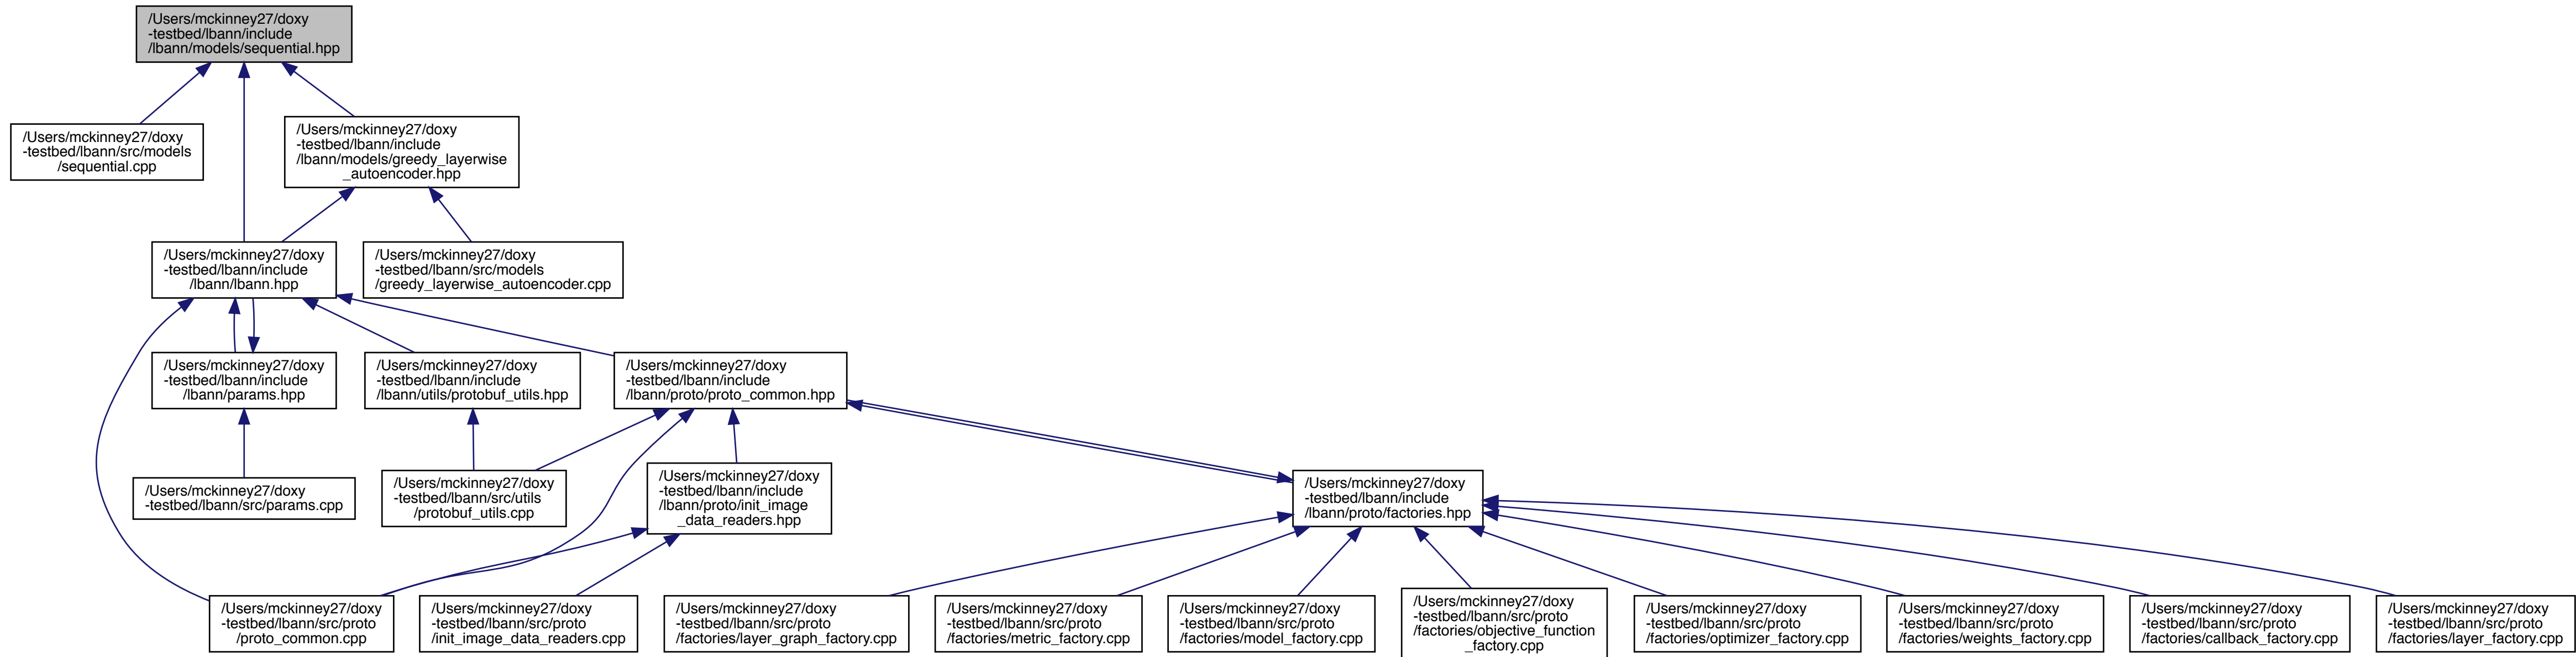 /Users/mckinney27/doxy
-testbed/lbann/include
/lbann/models/sequential.hpp
/Users/mckinney27/doxy
-testbed/lbann/src/models
/sequential.cpp
/Users/mckinney27/doxy
-testbed/lbann/include
/lbann/models/greedy_layerwise
_autoencoder.hpp
/Users/mckinney27/doxy
-testbed/lbann/include
/lbann/lbann.hpp
/Users/mckinney27/doxy
-testbed/lbann/src/models
/greedy_layerwise_autoencoder.cpp
/Users/mckinney27/doxy
-testbed/lbann/include
/lbann/params.hpp
/Users/mckinney27/doxy
-testbed/lbann/include
/lbann/utils/protobuf_utils.hpp
/Users/mckinney27/doxy
-testbed/lbann/include
/lbann/proto/proto_common.hpp
/Users/mckinney27/doxy
-testbed/lbann/src/params.cpp
/Users/mckinney27/doxy
-testbed/lbann/src/utils
/protobuf_utils.cpp
/Users/mckinney27/doxy
-testbed/lbann/include
/lbann/proto/init_image
_data_readers.hpp
/Users/mckinney27/doxy
-testbed/lbann/include
/lbann/proto/factories.hpp
/Users/mckinney27/doxy
-testbed/lbann/src/proto
/proto_common.cpp
/Users/mckinney27/doxy
-testbed/lbann/src/proto
/init_image_data_readers.cpp
/Users/mckinney27/doxy
-testbed/lbann/src/proto
/factories/layer_graph_factory.cpp
/Users/mckinney27/doxy
-testbed/lbann/src/proto
/factories/metric_factory.cpp
/Users/mckinney27/doxy
-testbed/lbann/src/proto
/factories/model_factory.cpp
/Users/mckinney27/doxy
-testbed/lbann/src/proto
/factories/objective_function
_factory.cpp
/Users/mckinney27/doxy
-testbed/lbann/src/proto
/factories/optimizer_factory.cpp
/Users/mckinney27/doxy
-testbed/lbann/src/proto
/factories/weights_factory.cpp
/Users/mckinney27/doxy
-testbed/lbann/src/proto
/factories/callback_factory.cpp
/Users/mckinney27/doxy
-testbed/lbann/src/proto
/factories/layer_factory.cpp